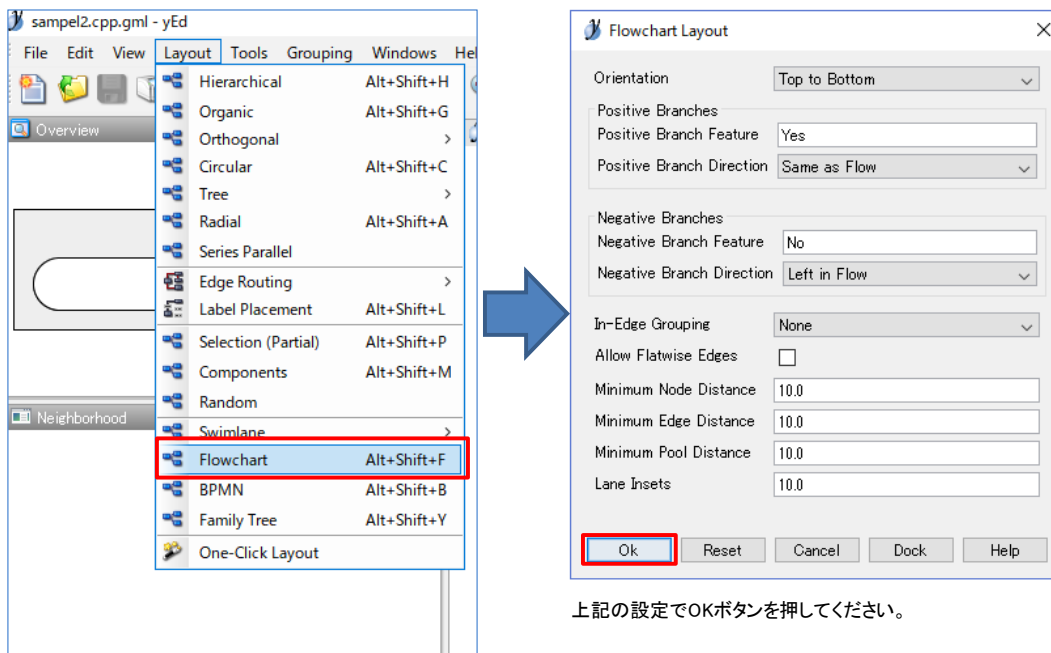 sampel2.cpp.gml - yEd
File Edit View Layout Tools Grouping Windows Hel
Overview
Neighborhood
Hierarchical Alt+Shift+H
Organic Alt+Shift+G
Orthogonal >
Circular Alt+Shift+C
Tree >
Radial Alt+Shift+A
Series Parallel
Edge Routing >
Label Placement Alt+Shift+L
Selection (Partial) Alt+Shift+P
Components Alt+Shift+M
Random
Swimlane >
Flowchart Alt+Shift+F
BPMN Alt+Shift+B
Family Tree Alt+Shift+Y
One-Click Layout
Flowchart Layout
Orientation Top to Bottom
Positive Branches
Positive Branch Feature Yes
Positive Branch Direction Same as Flow
Negative Branches
Negative Branch Feature No
Negative Branch Direction Left in Flow
In-Edge Grouping None
Allow Flatwise Edges
Minimum Node Distance 10.0
Minimum Edge Distance 10.0
Minimum Pool Distance 10.0
Lane Insets 10.0
Ok Reset Cancel Dock Help
上記の設定でOKボタンを押してください。